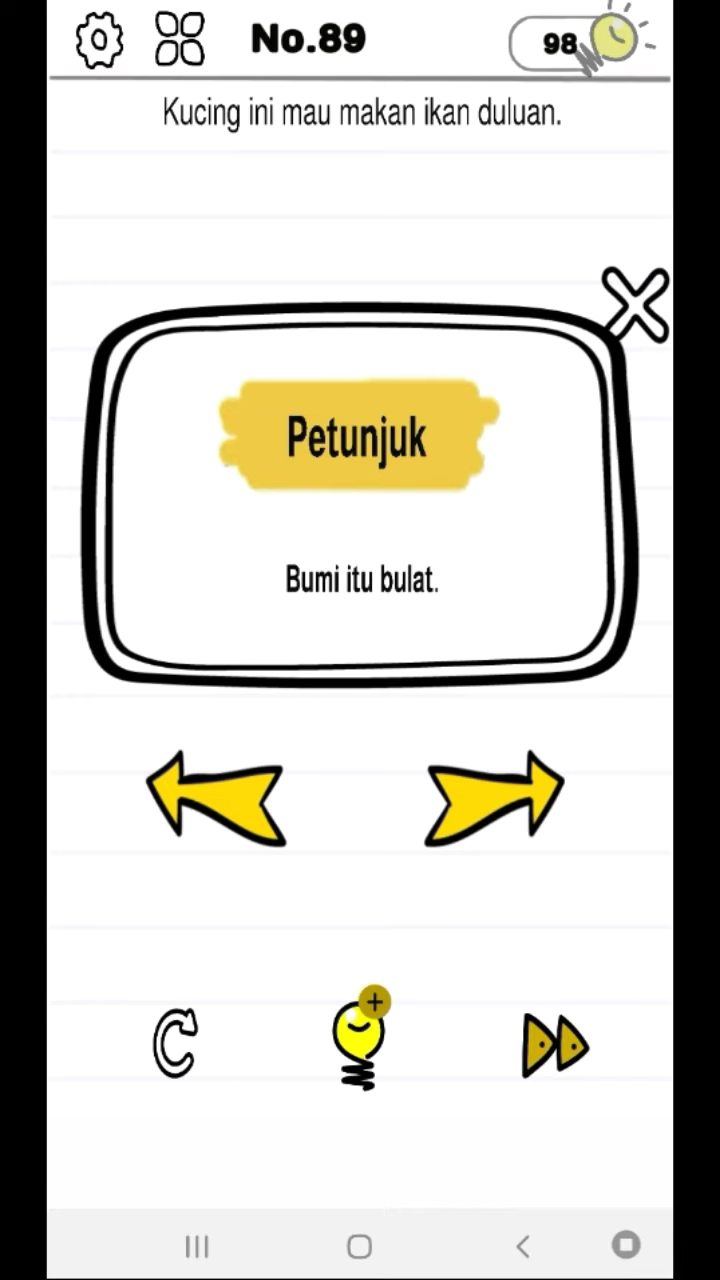 No.89
98
Kucing ini mau makan ikan duluan.
Petunjuk
Bumi itu bulat.